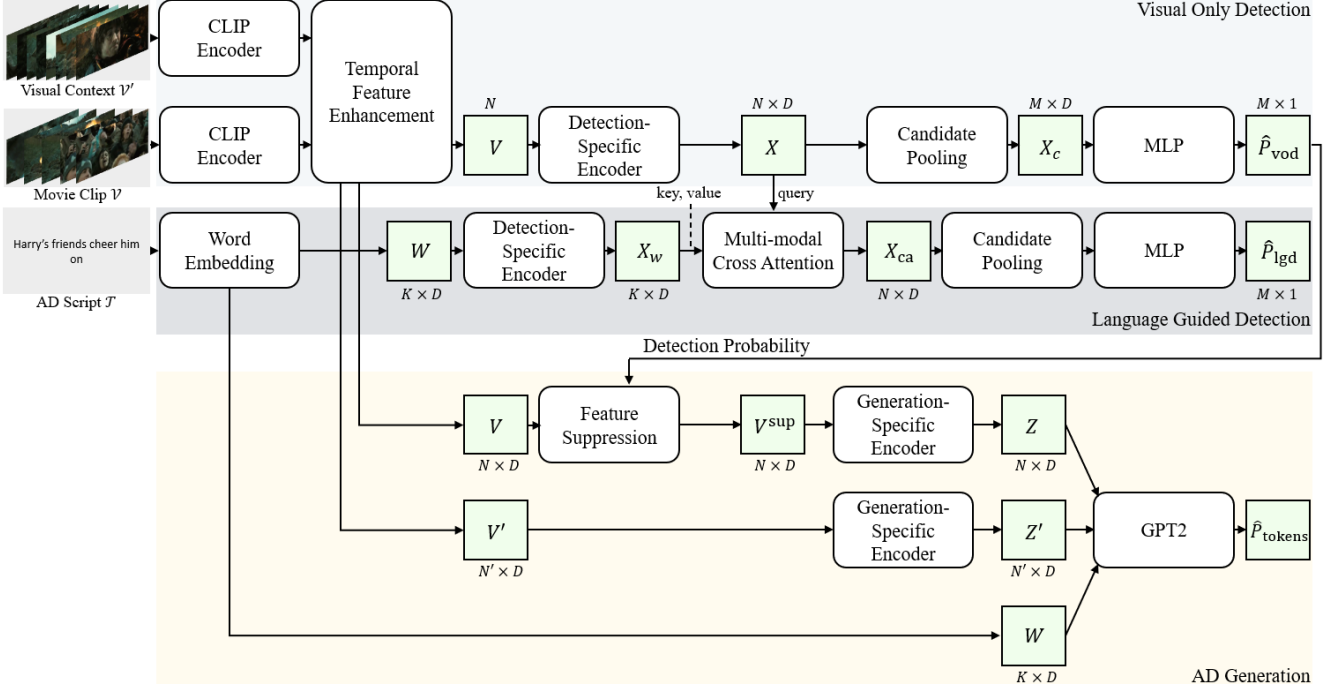 Visual Only Detection
CLIP
Encoder
Visual Context 𝒱′
CLIP
Encoder
Movie Clip 𝒱
Temporal
Feature
Enhancement
N
V
Detection-
Specific
Encoder
N × D
X
Candidate
Pooling
M × D
X_c
MLP
M × 1
P̂_vod
key, value
query
Harry's friends cheer him
on
AD Script 𝒯
Word
Embedding
W
K × D
Detection-
Specific
Encoder
X_w
K × D
Multi-modal
Cross Attention
X_ca
N × D
Candidate
Pooling
MLP
P̂_lgd
M × 1
Language Guided Detection
Detection Probability
V
N × D
Feature
Suppression
V^sup
N × D
Generation-
Specific
Encoder
Z
N × D
V′
N′ × D
Generation-
Specific
Encoder
Z′
N′ × D
GPT2
P̂_tokens
W
K × D
AD Generation